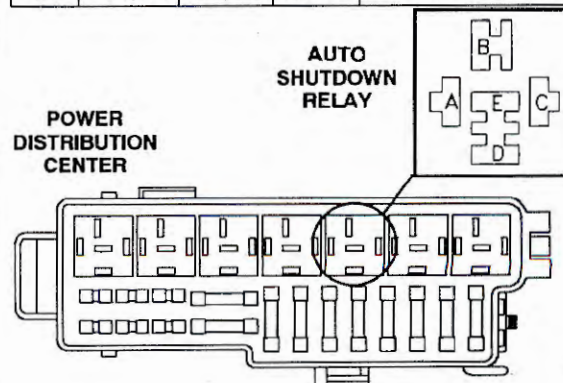 AUTO
SHUTDOWN
RELAY
POWER
DISTRIBUTION
CENTER
B
A
E
C
D